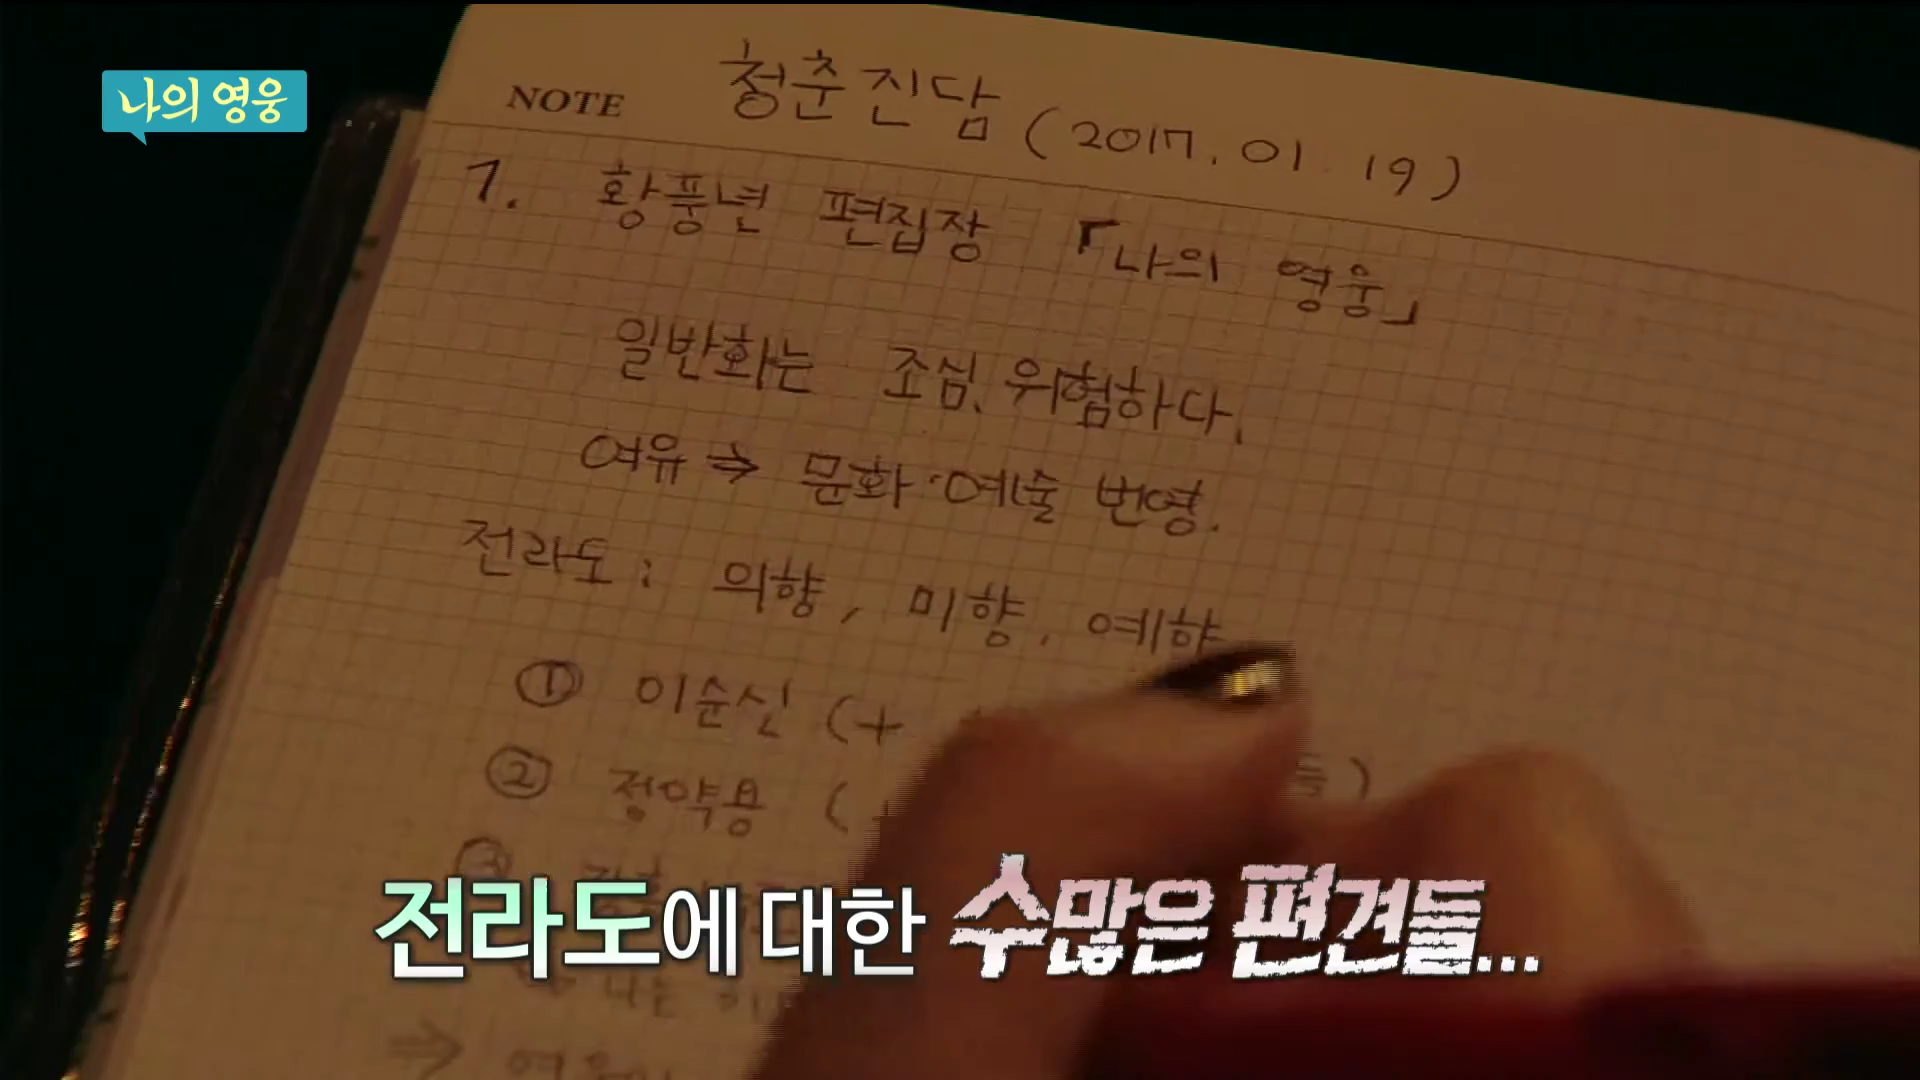 나의 영웅
NOTE 청춘진담 (2017. 01. 19)
1. 황풍년 편집장 「나의 영웅」
일반화는 조심. 위험하다.
여유 ⇒ 문화·예술 번영.
전라도 : 의향, 미향, 예향
① 이순신 (+
② 정약용 ( 들)
③
전라도에 대한 수많은 편견들...
⇒